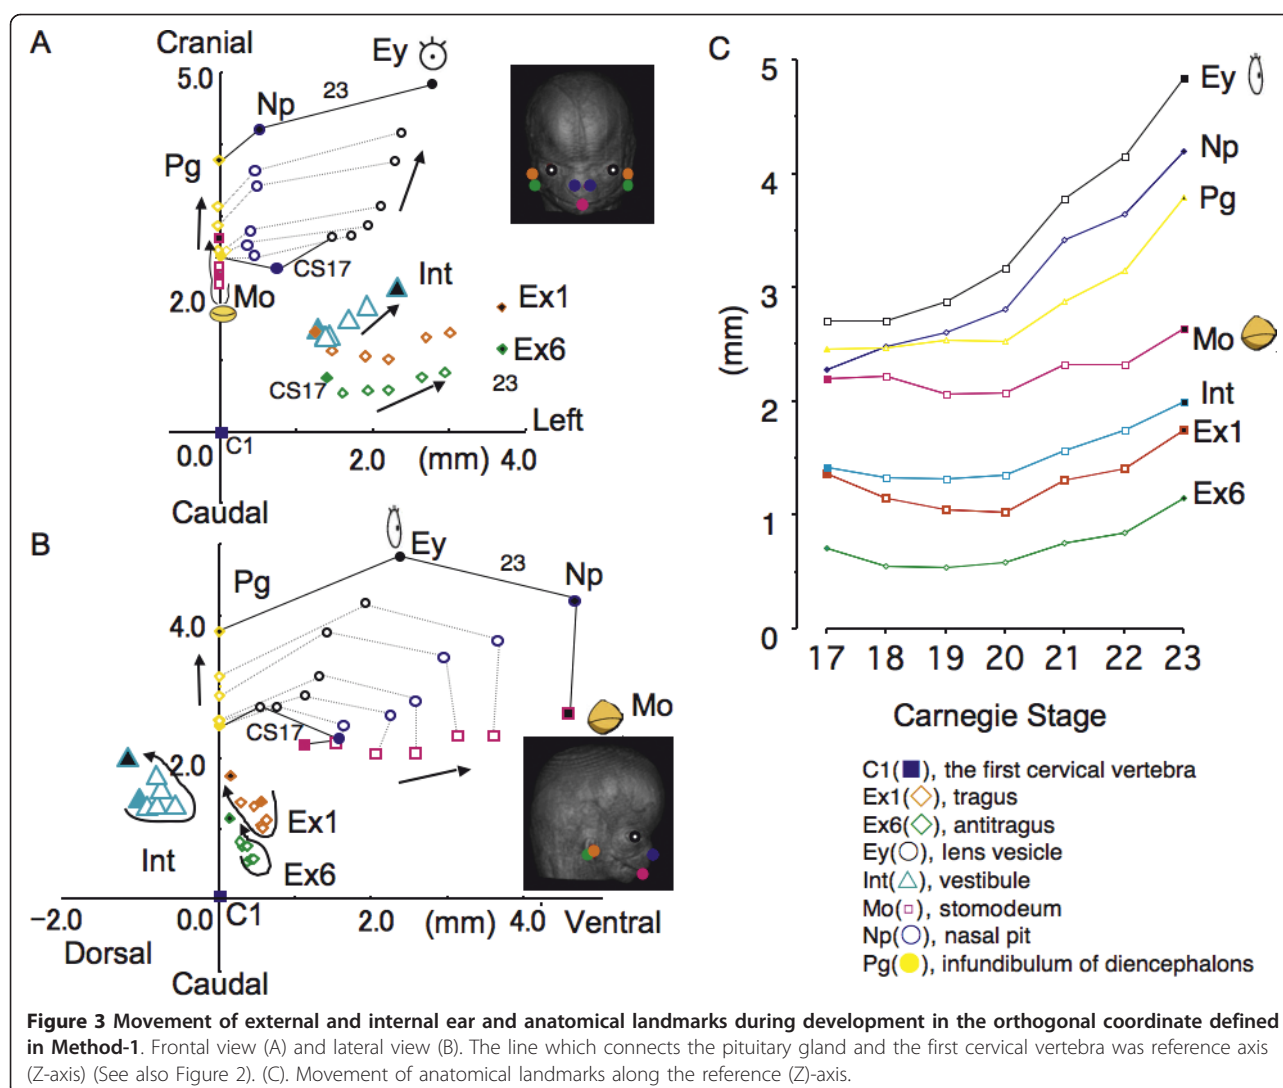 A
Cranial
5.0
Ey
23
Np
Pg
CS17
Mo
2.0
Int
Ex1
Ex6
CS17
23
Left
C1
0.0
2.0
(mm)
4.0
Caudal
B
Ey
23
Pg
Np
4.0
CS17
Mo
2.0
Int
Ex1
Ex6
C1
−2.0
0.0
2.0
(mm)
4.0
Ventral
Dorsal
Caudal
C
5
4
3
2
1
0
(mm)
Ey
Np
Pg
Mo
Int
Ex1
Ex6
17 18 19 20 21 22 23
Carnegie Stage
C1(■), the first cervical vertebra
Ex1(◇), tragus
Ex6(◇), antitragus
Ey(○), lens vesicle
Int(△), vestibule
Mo(□), stomodeum
Np(○), nasal pit
Pg(●), infundibulum of diencephalons
Figure 3 Movement of external and internal ear and anatomical landmarks during development in the orthogonal coordinate defined
in Method-1. Frontal view (A) and lateral view (B). The line which connects the pituitary gland and the first cervical vertebra was reference axis
(Z-axis) (See also Figure 2). (C). Movement of anatomical landmarks along the reference (Z)-axis.